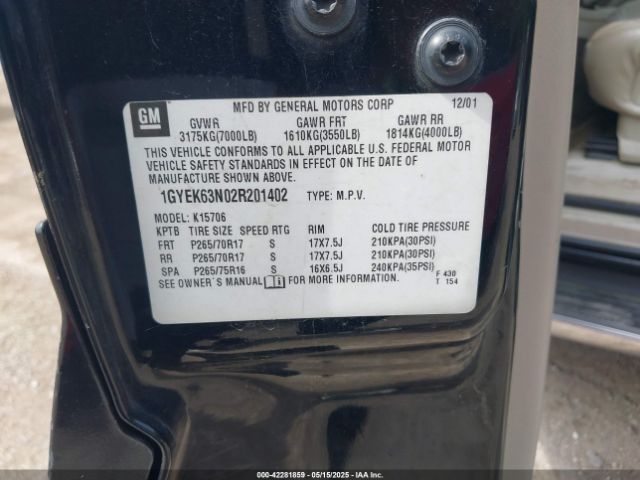 GM
MFD BY GENERAL MOTORS CORP 12/01
GVWR GAWR FRT GAWR RR
3175KG(7000LB) 1610KG(3550LB) 1814KG(4000LB)
THIS VEHICLE CONFORMS TO ALL APPLICABLE U.S. FEDERAL MOTOR
VEHICLE SAFETY STANDARDS IN EFFECT ON THE DATE OF
MANUFACTURE SHOWN ABOVE.
1GYEK63N02R201402 TYPE: M.P.V.
MODEL: K15706
KPTB TIRE SIZE SPEED RTG RIM COLD TIRE PRESSURE
FRT P265/70R17 S 17X7.5J 210KPA(30PSI)
RR P265/70R17 S 17X7.5J 210KPA(30PSI)
SPA P265/75R16 S 16X6.5J 240KPA(35PSI)
SEE OWNER'S MANUAL FOR MORE INFORMATION.
F 430
T 154
000-42281859 - 05/15/2025 - IAAI.COM